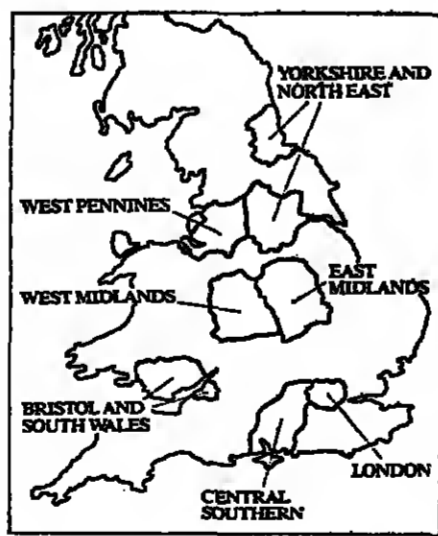 YORKSHIRE AND
NORTH EAST
WEST PENNINES
EAST
MIDLANDS
WEST MIDLANDS
BRISTOL AND
SOUTH WALES
LONDON
CENTRAL
SOUTHERN